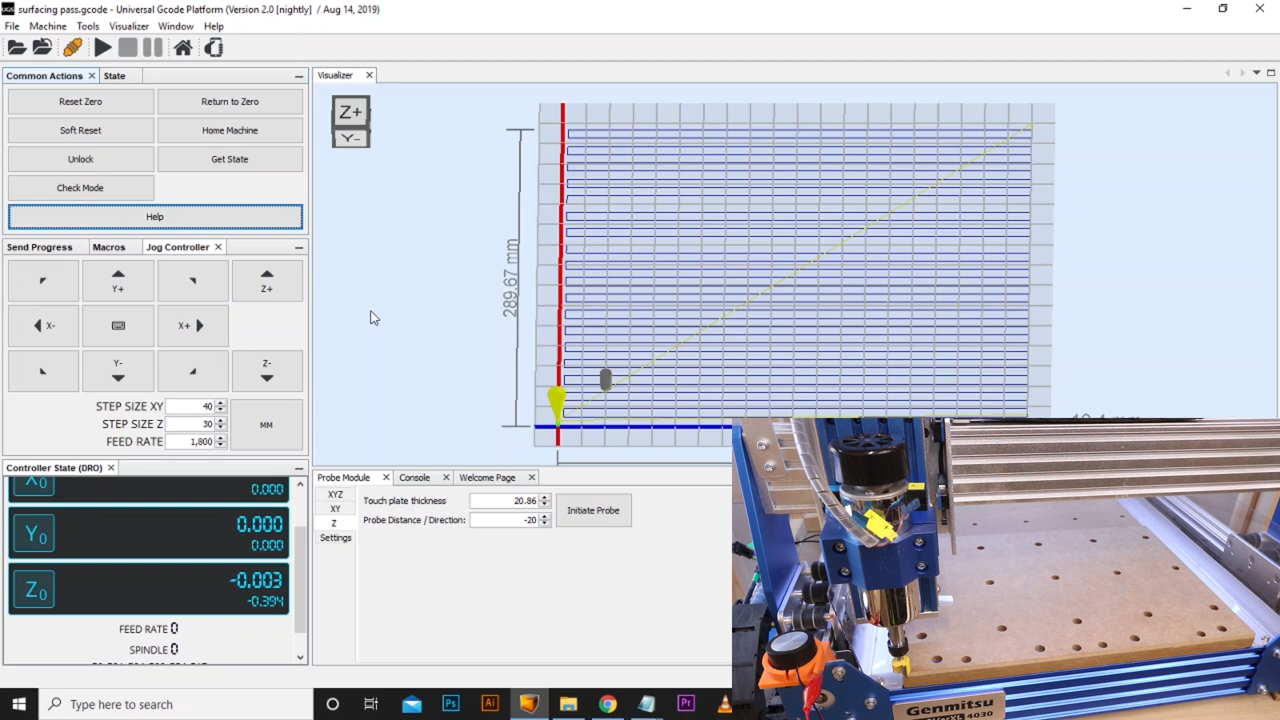 surfacing pass.gcode - Universal Gcode Platform (Version 2.0 [nightly] / Aug 14, 2019)
File Machine Tools Visualizer Window Help
Common Actions State
Reset Zero Return to Zero
Soft Reset Home Machine
Unlock Get State
Check Mode
Help
Send Progress Macros Jog Controller
Y+ Z+
X- X+
Y- Z-
STEP SIZE XY 40
STEP SIZE Z 30
FEED RATE 1,800
MM
Controller State (DRO)
X0 0.000
Y0 0.000
0.000
Z0 -0.003
-0.394
FEED RATE 0
SPINDLE 0
Visualizer
Z+
Y-
289.67 mm
Probe Module Console Welcome Page
XYZ
XY
Z
Settings
Touch plate thickness 20.86
Probe Distance / Direction: -20
Initiate Probe
Genmitsu
4030
Type here to search
Ps Ai Pr